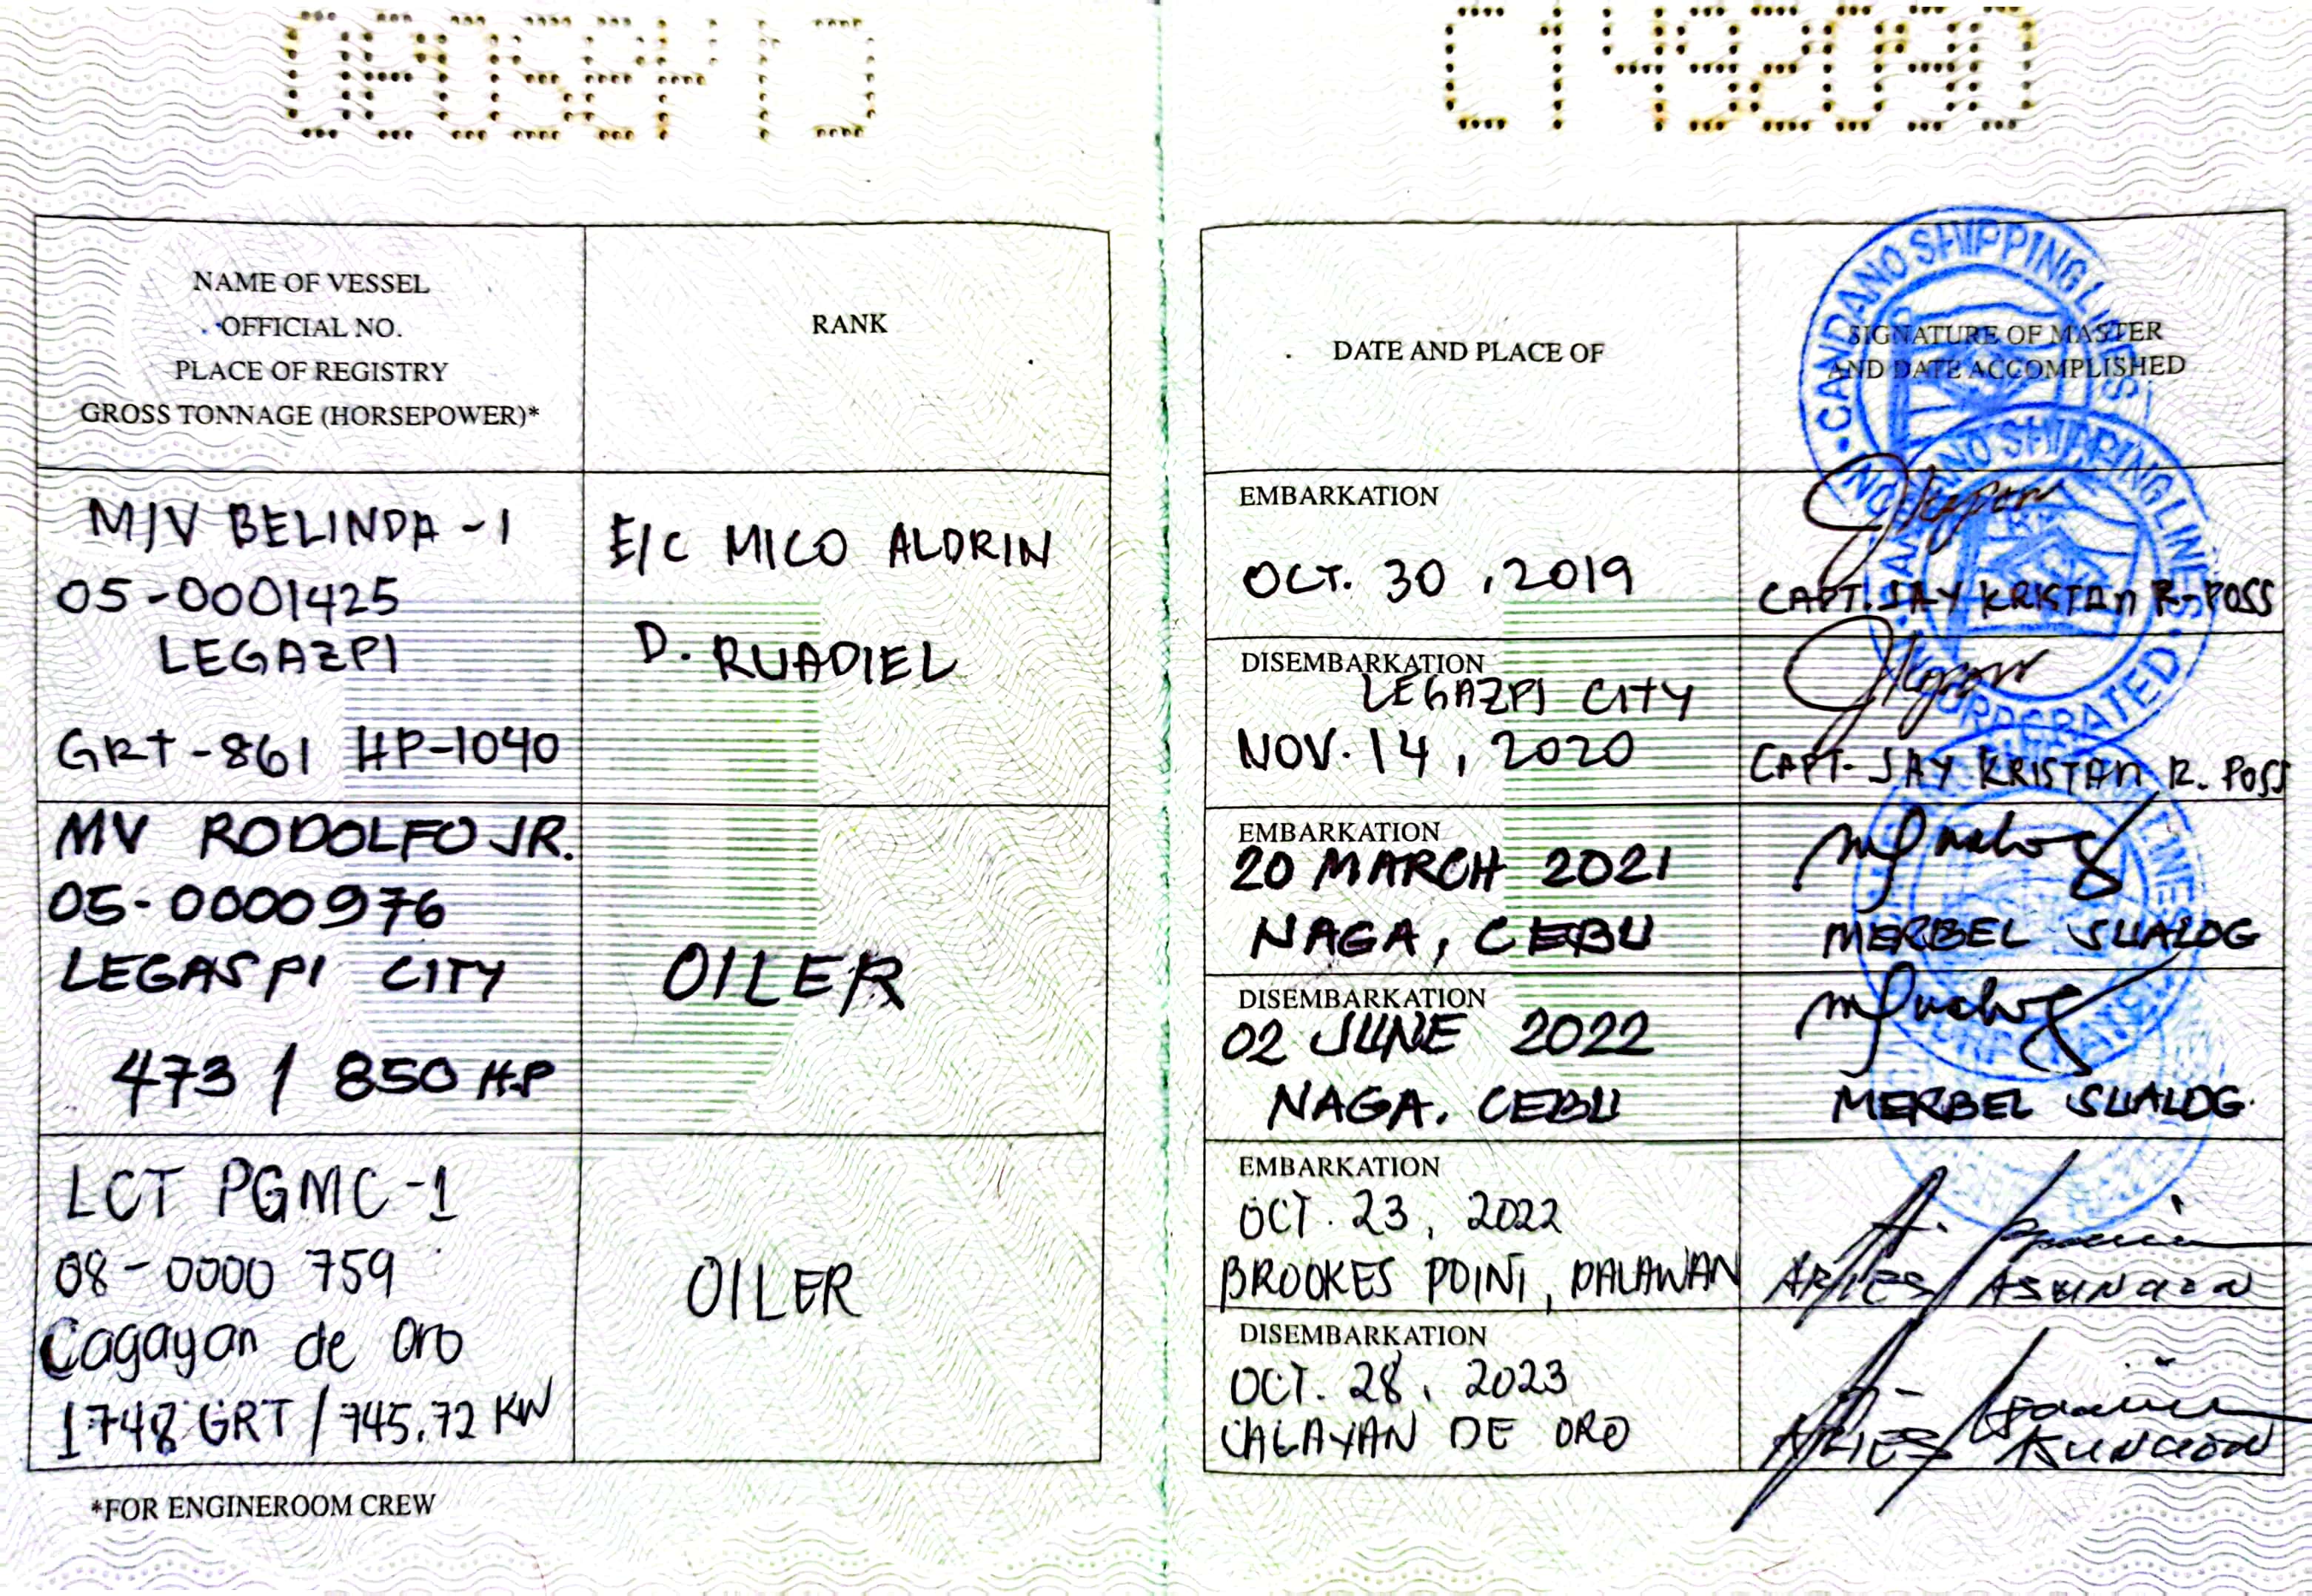 C1492090
NAME OF VESSEL
OFFICIAL NO.
PLACE OF REGISTRY
GROSS TONNAGE (HORSEPOWER)*
RANK
M/V BELINDA -1
05-0001425
LEGAZPI
GRT-861 HP-1040
E/C MICO ALDRIN
D. RUADIEL
MV RODOLFO JR.
05-0000976
LEGASPI CITY
473 / 850 HP
OILER
LCT PGMC-1
08-0000 759
Cagayan de oro
1748 GRT / 745.72 KW
OILER
*FOR ENGINEROOM CREW
DATE AND PLACE OF
SIGNATURE OF MASTER
AND DATE ACCOMPLISHED
CANDANO SHIPPING LINES
SHIPPING LINES
EMBARKATION
OCT. 30, 2019
CAPT. JAY KRISTAN R. POSS
DISEMBARKATION
LEGAZPI CITY
NOV. 14, 2020
CAPT. JAY KRISTAN R. POSS
EMBARKATION
20 MARCH 2021
NAGA, CEBU
MERBEL SUALOG
DISEMBARKATION
02 JUNE 2022
NAGA. CEBU
MERBEL SUALOG.
EMBARKATION
OCT. 23, 2022
BROOKES POINT, PALAWAN
ARIES ASUNCION
DISEMBARKATION
OCT. 28, 2023
CAGAYAN DE ORO
ARIES ASUNCION